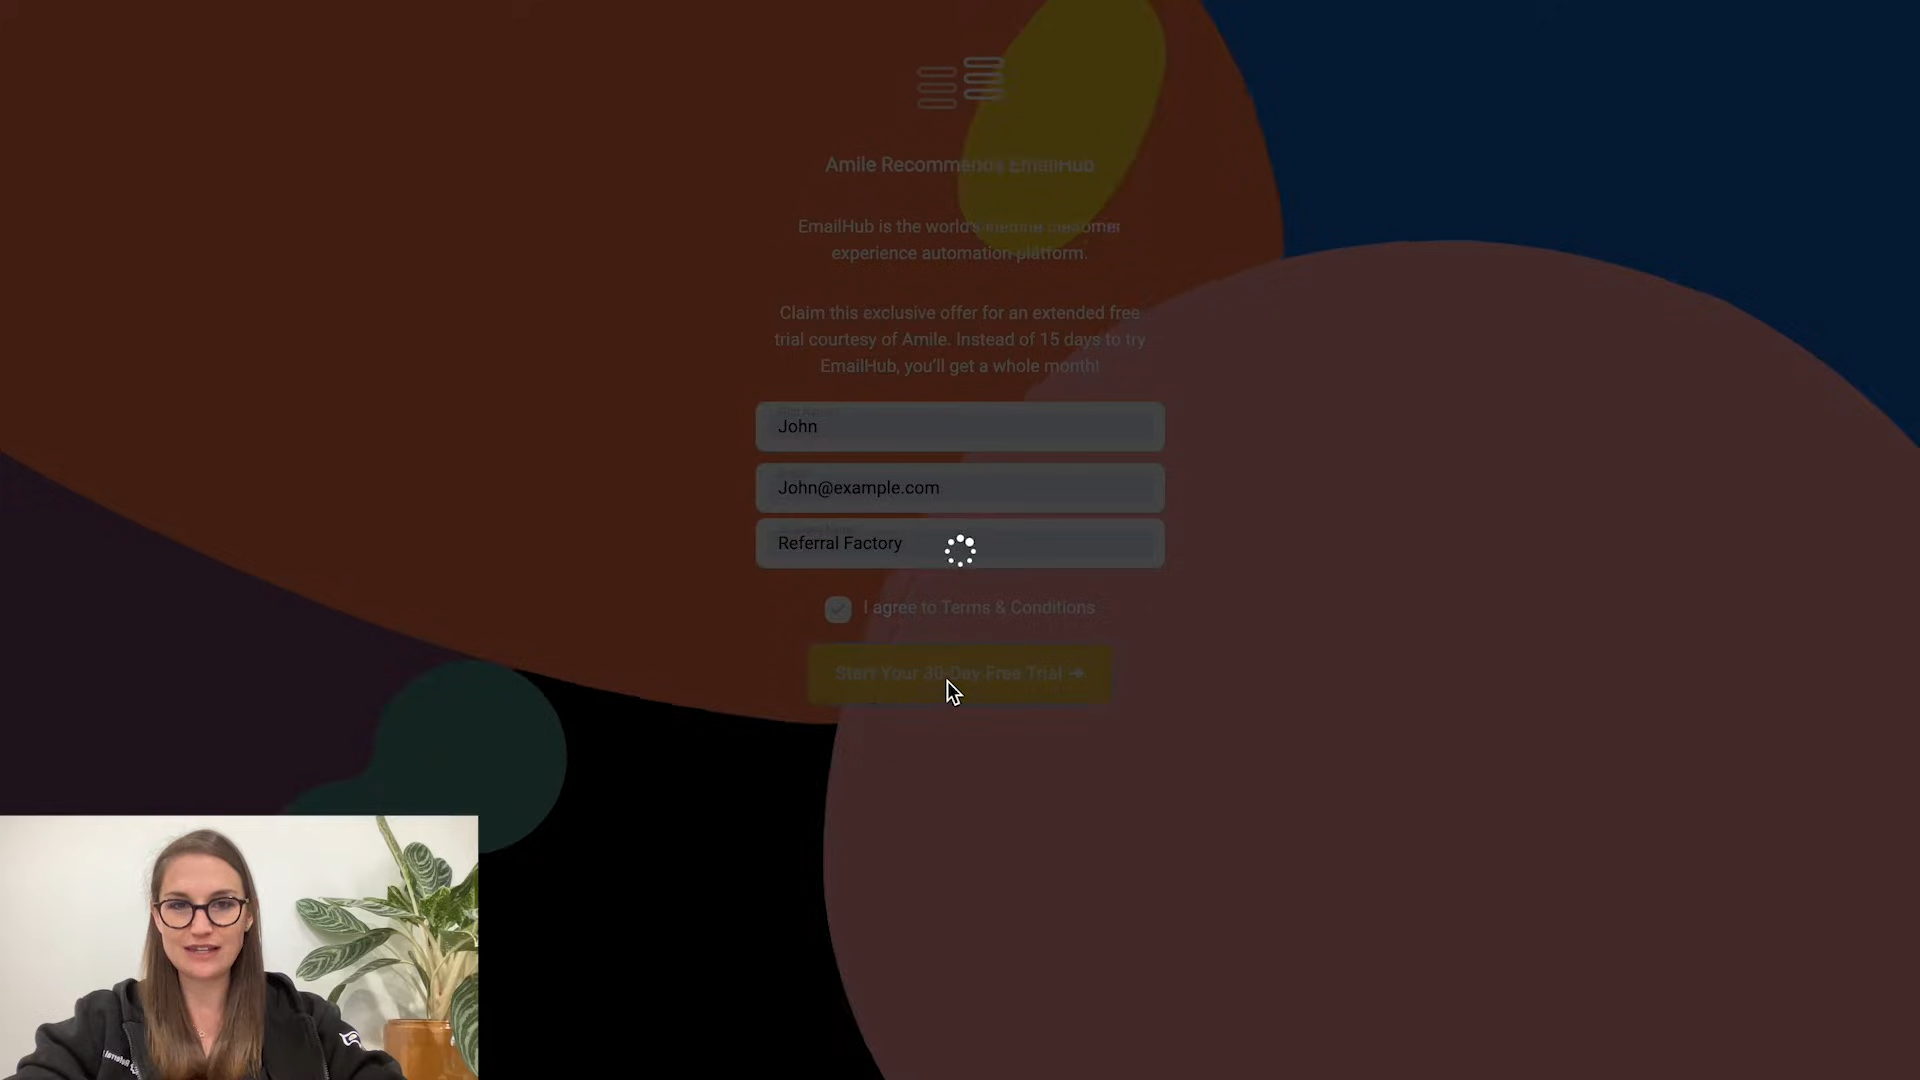 Amile Recommends EmailHub
EmailHub is the world's lifetime customer
experience automation platform.
Claim this exclusive offer for an extended free
trial courtesy of Amile. Instead of 15 days to try
EmailHub, you'll get a whole month!
John
John@example.com
Referral Factory
I agree to Terms & Conditions
Start Your 30-Day Free Trial ➜